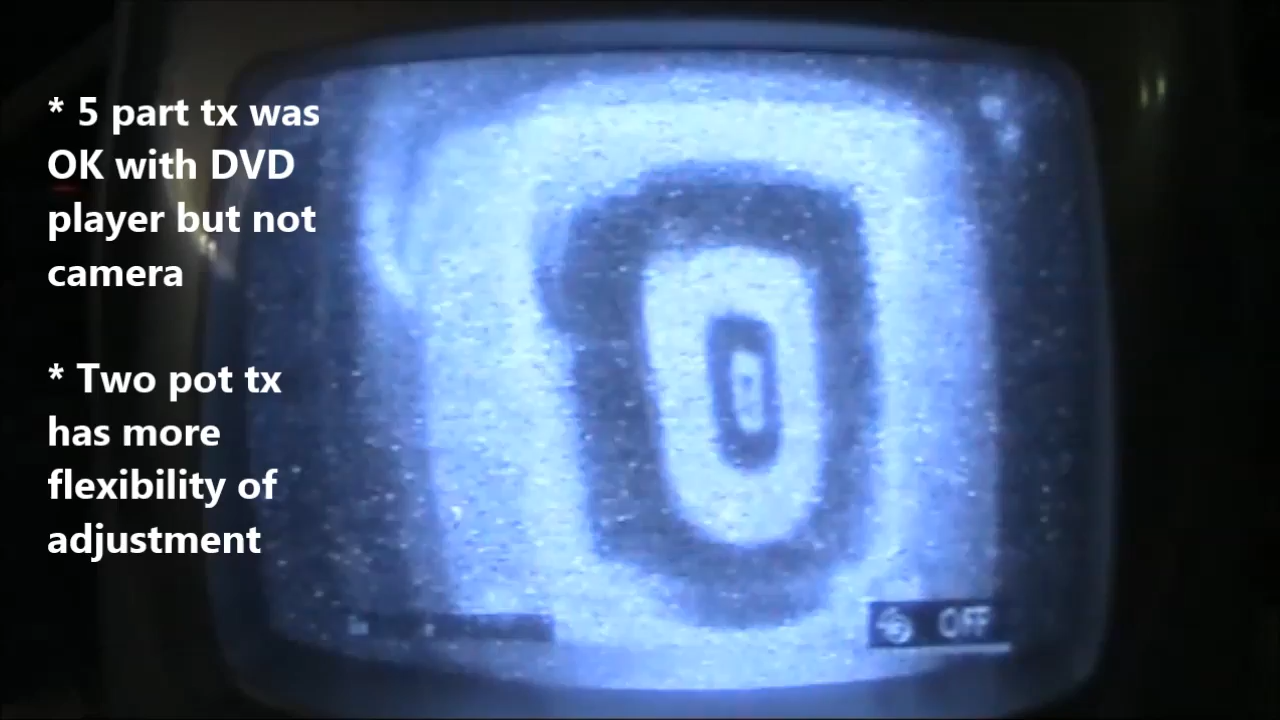 * 5 part tx was
OK with DVD
player but not
camera
* Two pot tx
has more
flexibility of
adjustment
OFF